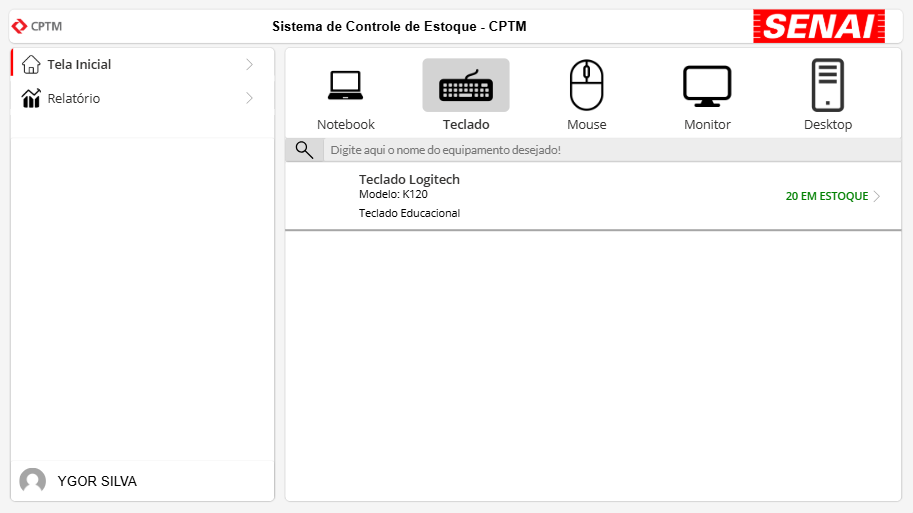 CPTM
Sistema de Controle de Estoque - CPTM
SENAI
Tela Inicial
Relatório
Notebook
Teclado
Mouse
Monitor
Desktop
Digite aqui o nome do equipamento desejado!
Teclado Logitech
Modelo: K120
Teclado Educacional
20 EM ESTOQUE
YGOR SILVA